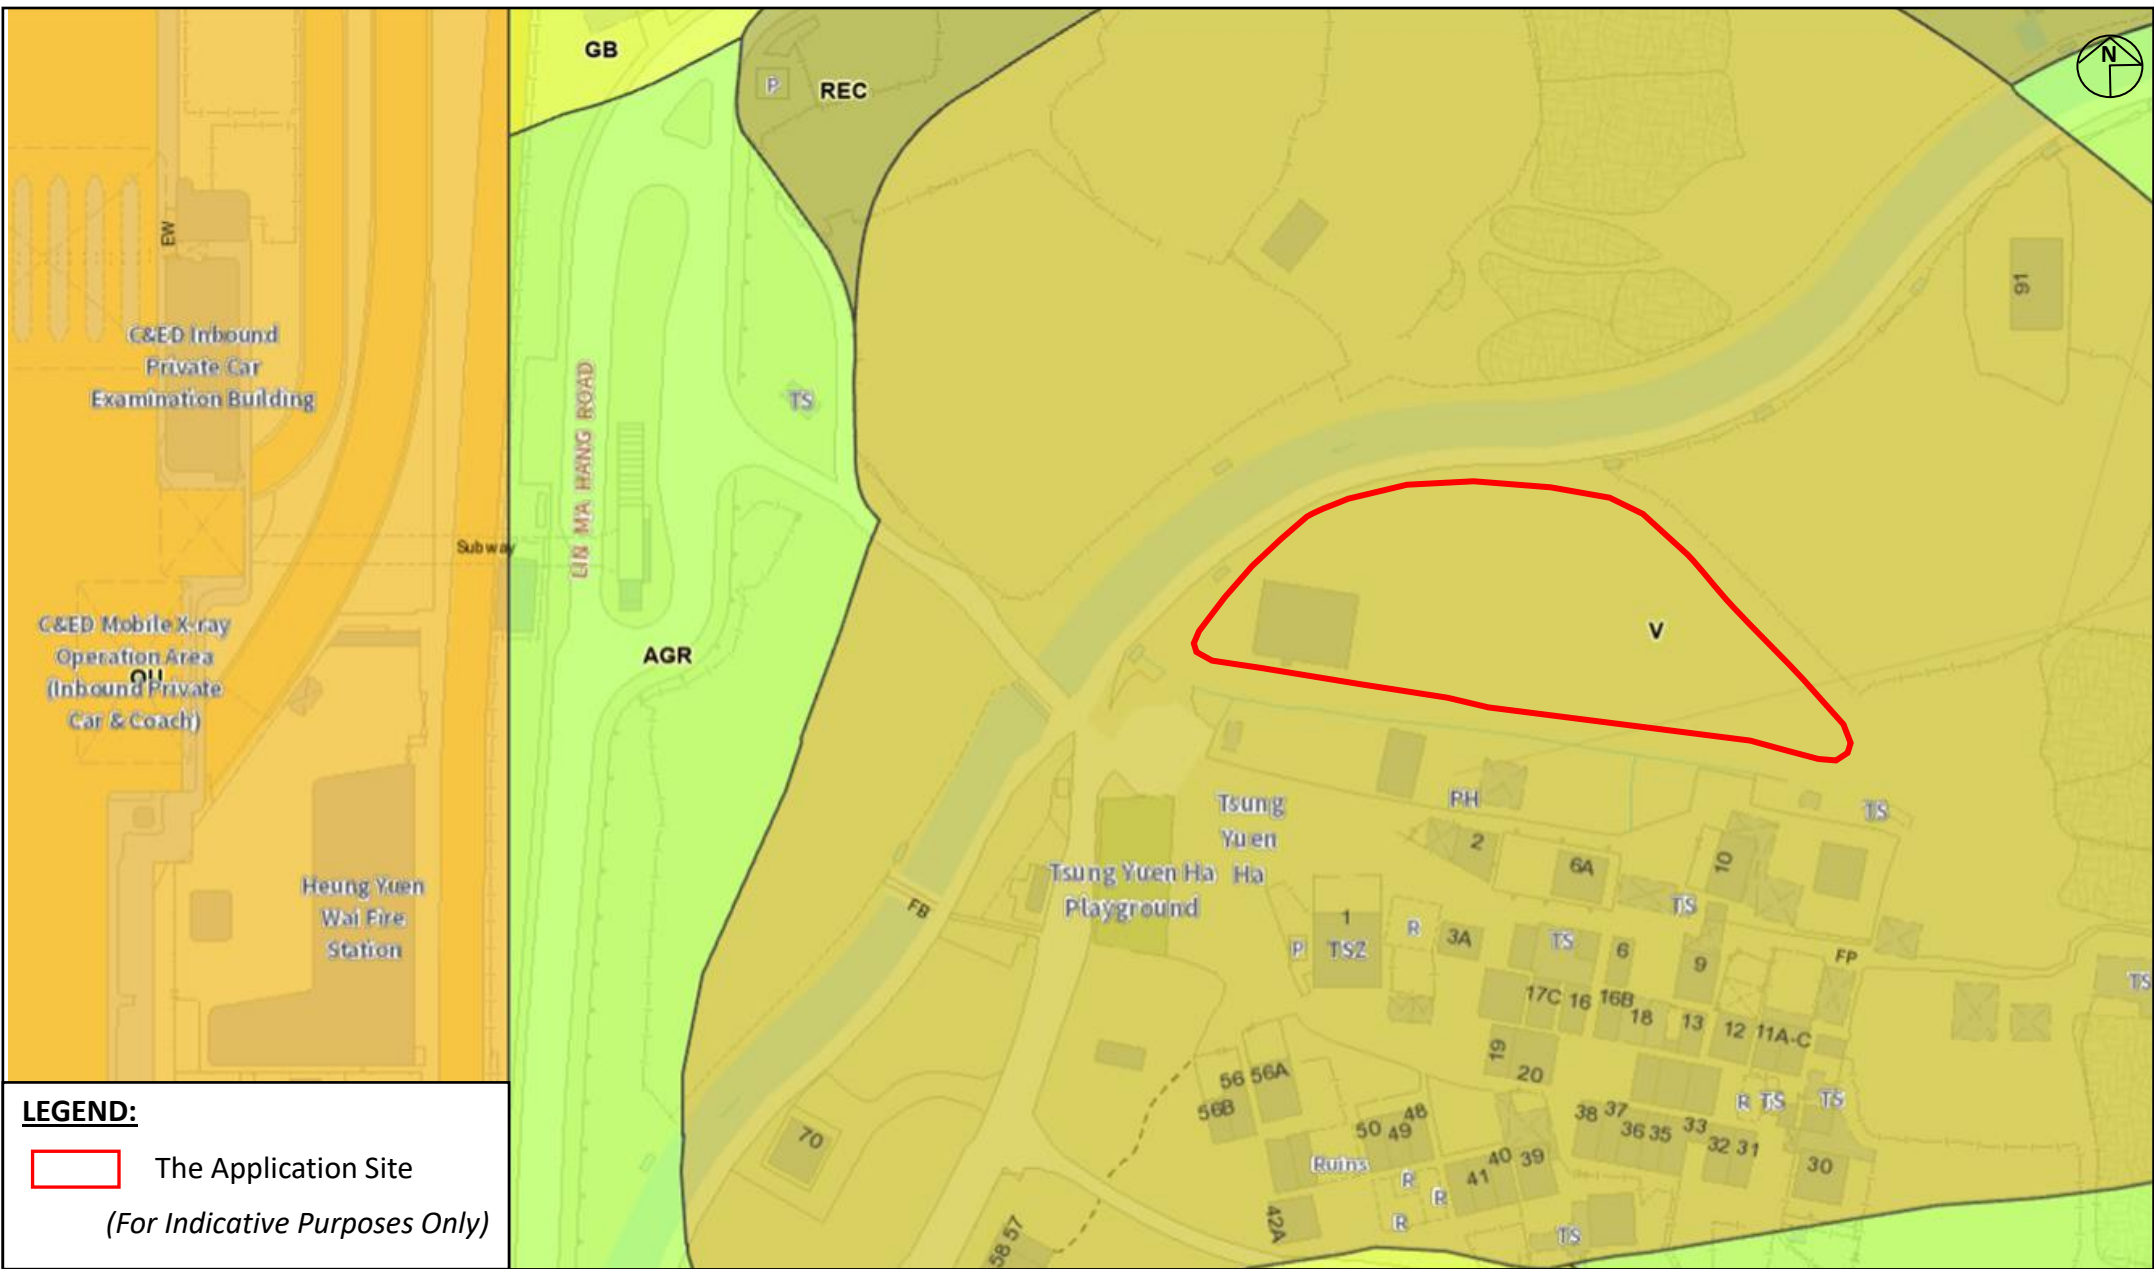 GB
REC
P
N
EW
91
C&ED Inbound
Private Car
Examination Building
LIN MA HANG ROAD
TS
Subway
C&ED Mobile X-ray
Operation Area
(Inbound Private
Car & Coach)
OU
AGR
V
Tsung
Yuen
Ha
Tsung Yuen Ha
Playground
PH
TS
2
6A
10
TS
Heung Yuen
Wai Fire
Station
FB
1
TSZ
P
R
3A
TS
6
9
FP
TS
17C
16
16B
18
13
12
11A-C
19
20
56
56A
56B
50
49
48
38
37
36
35
33
32
31
R
TS
TS
30
70
Ruins
R
R
R
41
40
39
42A
TS
58
57
LEGEND:
The Application Site
(For Indicative Purposes Only)